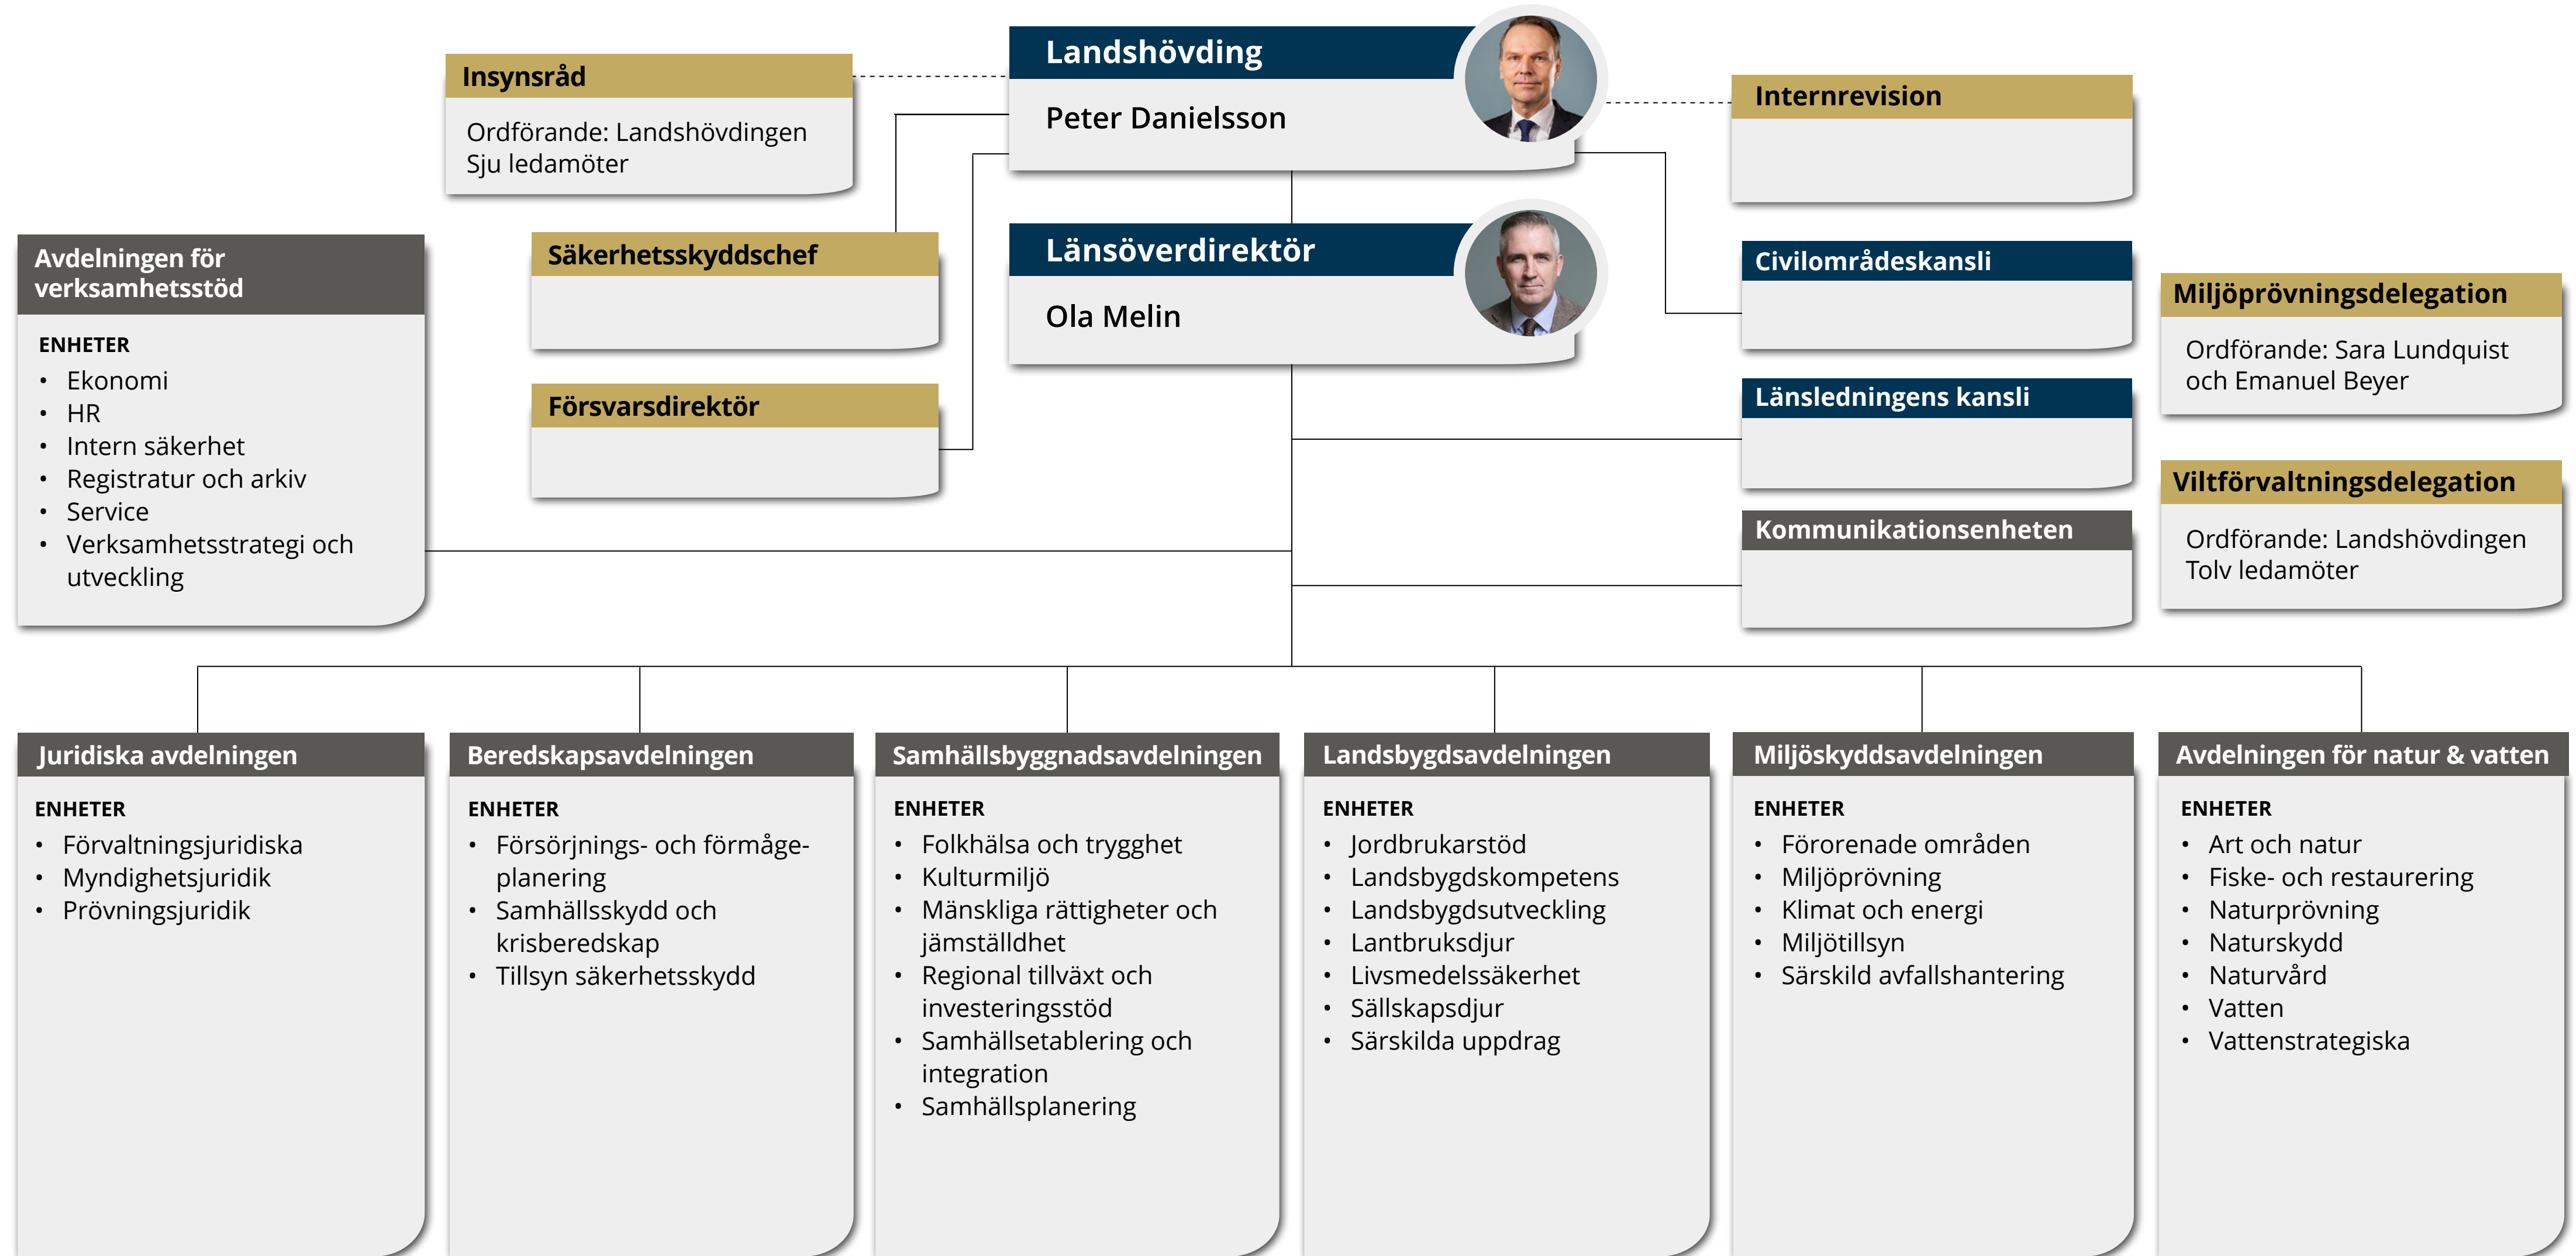 Landshövding
Peter Danielsson
Insynsråd
Ordförande: Landshövdingen
Sju ledamöter
Internrevision
Länsöverdirektör
Ola Melin
Säkerhetsskyddschef
Försvarsdirektör
Avdelningen för
verksamhetsstöd
ENHETER
• Ekonomi
• HR
• Intern säkerhet
• Registratur och arkiv
• Service
• Verksamhetsstrategi och
utveckling
Civilområdeskansli
Länsledningens kansli
Kommunikationsenheten
Miljöprövningsdelegation
Ordförande: Sara Lundquist
och Emanuel Beyer
Viltförvaltningsdelegation
Ordförande: Landshövdingen
Tolv ledamöter
Juridiska avdelningen
ENHETER
• Förvaltningsjuridiska
• Myndighetsjuridik
• Prövningsjuridik
Beredskapsavdelningen
ENHETER
• Försörjnings- och förmåge-
planering
• Samhällsskydd och
krisberedskap
• Tillsyn säkerhetsskydd
Samhällsbyggnadsavdelningen
ENHETER
• Folkhälsa och trygghet
• Kulturmiljö
• Mänskliga rättigheter och
jämställdhet
• Regional tillväxt och
investeringsstöd
• Samhällsetablering och
integration
• Samhällsplanering
Landsbygdsavdelningen
ENHETER
• Jordbrukarstöd
• Landsbygdskompetens
• Landsbygdsutveckling
• Lantbruksdjur
• Livsmedelssäkerhet
• Sällskapsdjur
• Särskilda uppdrag
Miljöskyddsavdelningen
ENHETER
• Förorenade områden
• Miljöprövning
• Klimat och energi
• Miljötillsyn
• Särskild avfallshantering
Avdelningen för natur & vatten
ENHETER
• Art och natur
• Fiske- och restaurering
• Naturprövning
• Naturskydd
• Naturvård
• Vatten
• Vattenstrategiska